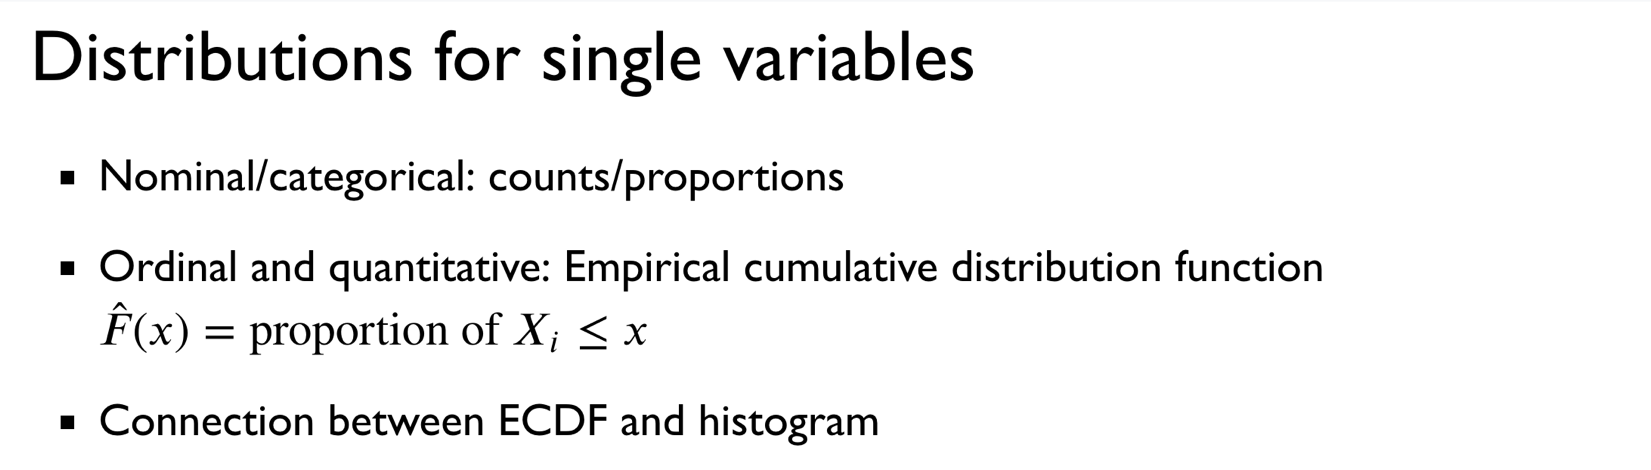 Distributions for single variables
▪ Nominal/categorical: counts/proportions
▪ Ordinal and quantitative: Empirical cumulative distribution function
F̂(x) = proportion of Xᵢ ≤ x
▪ Connection between ECDF and histogram